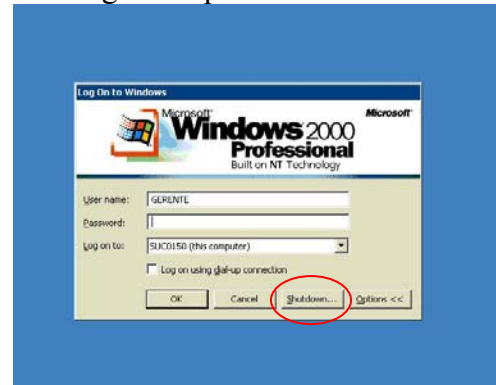 Log On to Windows
Microsoft
Microsoft
Windows 2000
Professional
Built on NT Technology
User name: GERENTE
Password:
Log on to: SUC0150 (this computer)
Log on using dial-up connection
OK Cancel Shutdown... Options <<